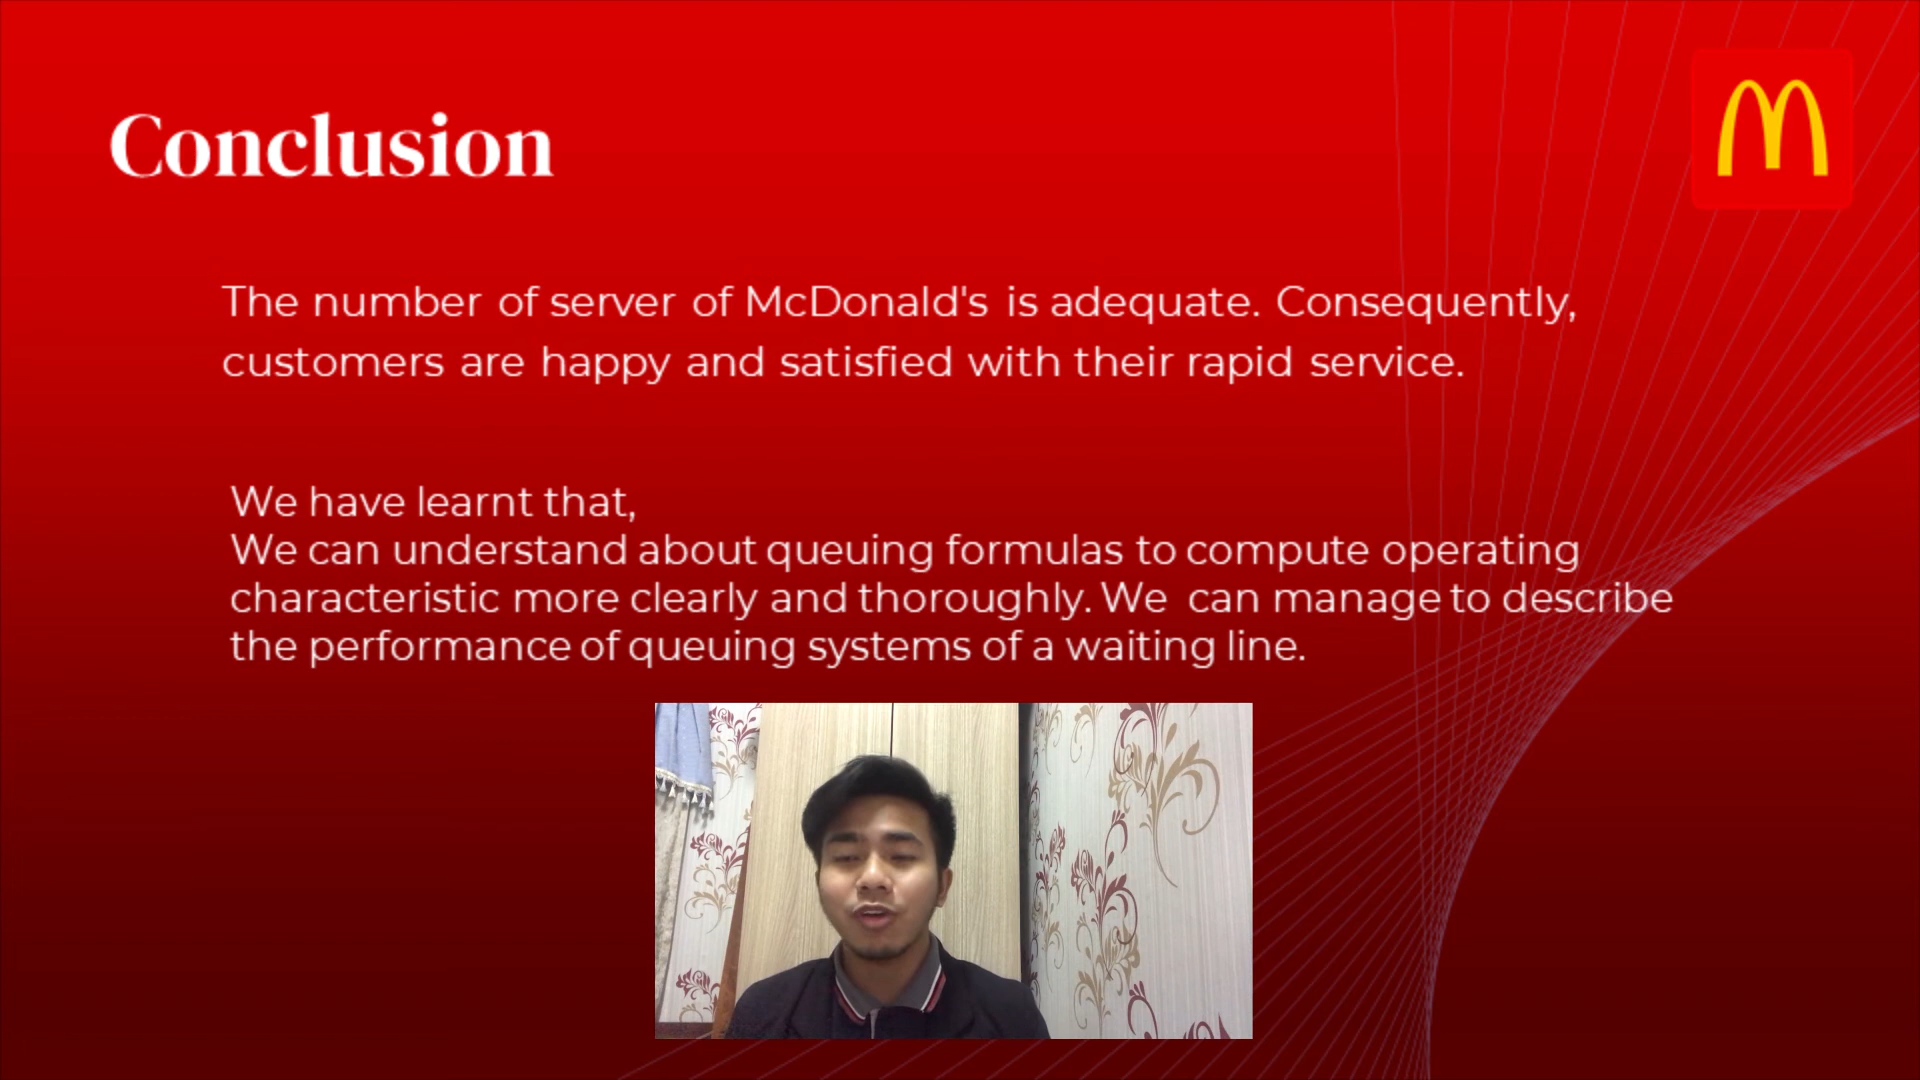 Conclusion
The number of server of McDonald's is adequate. Consequently,
customers are happy and satisfied with their rapid service.
We have learnt that,
We can understand about queuing formulas to compute operating
characteristic more clearly and thoroughly. We can manage to describe
the performance of queuing systems of a waiting line.